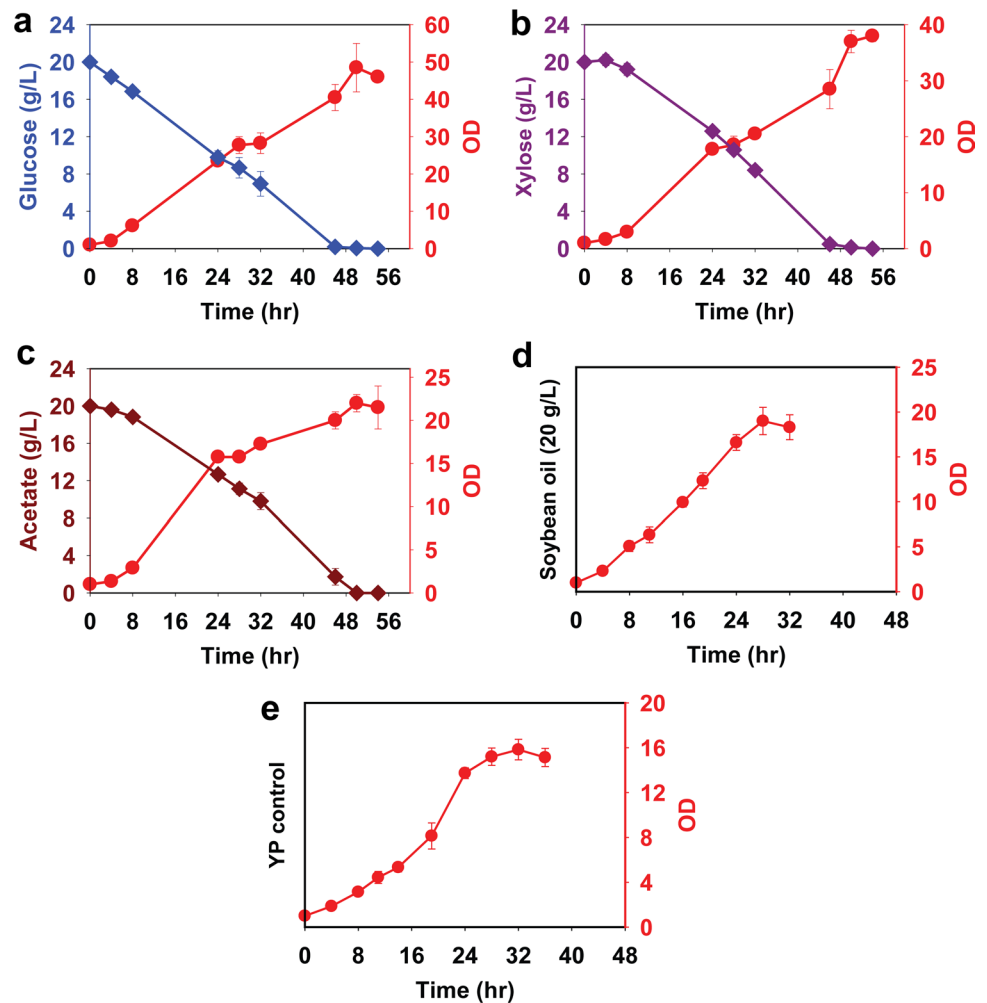 a
Glucose (g/L)
24
20
16
12
8
4
0
60
50
40
30
20
10
0
OD
0 8 16 24 32 40 48 56
Time (hr)
b
Xylose (g/L)
24
20
16
12
8
4
0
40
30
20
10
0
OD
0 8 16 24 32 40 48 56
Time (hr)
c
Acetate (g/L)
24
20
16
12
8
4
0
25
20
15
10
5
0
OD
0 8 16 24 32 40 48 56
Time (hr)
d
Soybean oil (20 g/L)
25
20
15
10
5
0
OD
0 8 16 24 32 40 48
Time (hr)
e
YP control
20
16
12
8
4
0
OD
0 8 16 24 32 40 48
Time (hr)